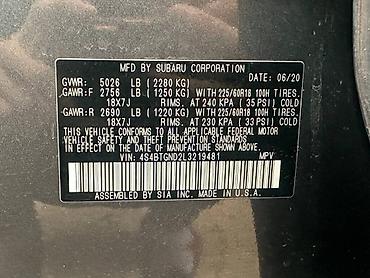 MFD BY SUBARU CORPORATION DATE: 06/20
GVWR: 5026 LB ( 2280 KG)
GAWR:F 2756 LB ( 1250 KG) WITH 225/60R18 100H TIRES.
18X7J RIMS. AT 240 KPA ( 35 PSI) COLD
GAWR:R 2690 LB ( 1220 KG) WITH 225/60R18 100H TIRES.
18X7J RIMS. AT 230 KPA ( 33 PSI) COLD
THIS VEHICLE CONFORMS TO ALL APPLICABLE FEDERAL MOTOR
VEHICLE SAFETY AND THEFT PREVENTION STANDARDS IN
EFFECT ON THE DATE OF MANUFACTURE SHOWN ABOVE.
VIN: 4S4BTGND2L3219481 MPV
ASSEMBLED BY SIA INC. MADE IN U.S.A.